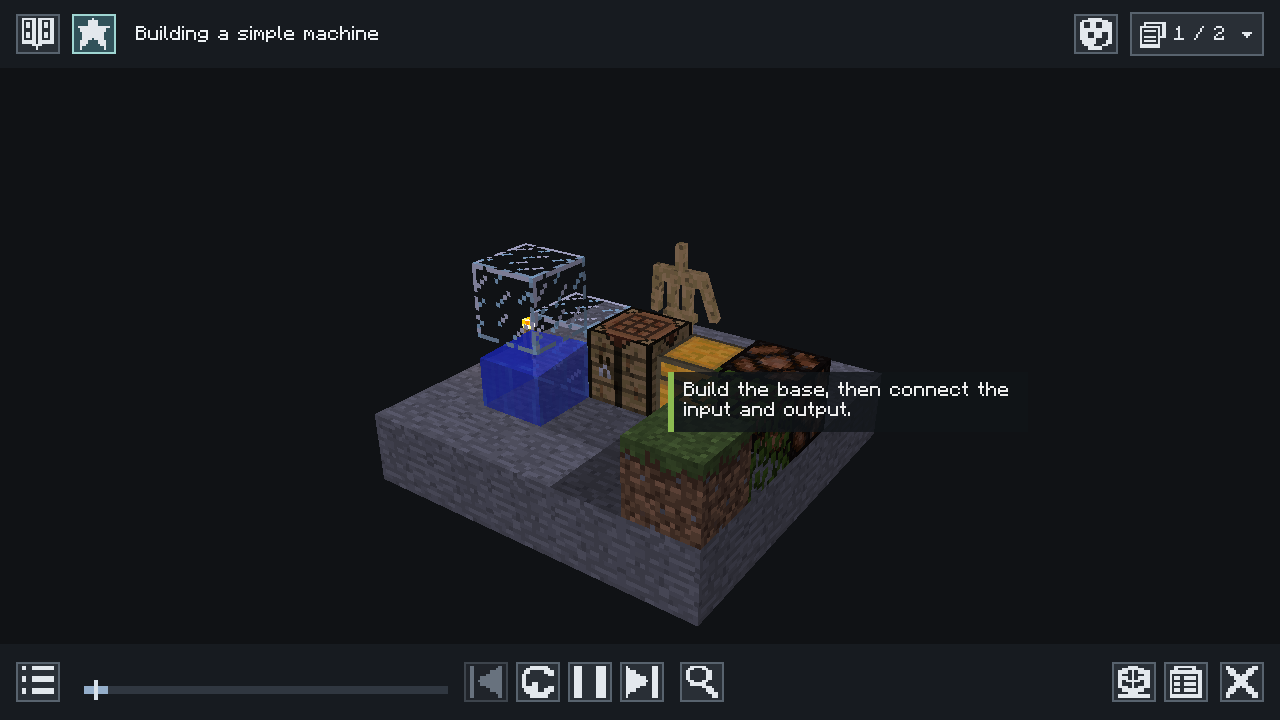 Building a simple machine
1 / 2
Build the base, then connect the
input and output.